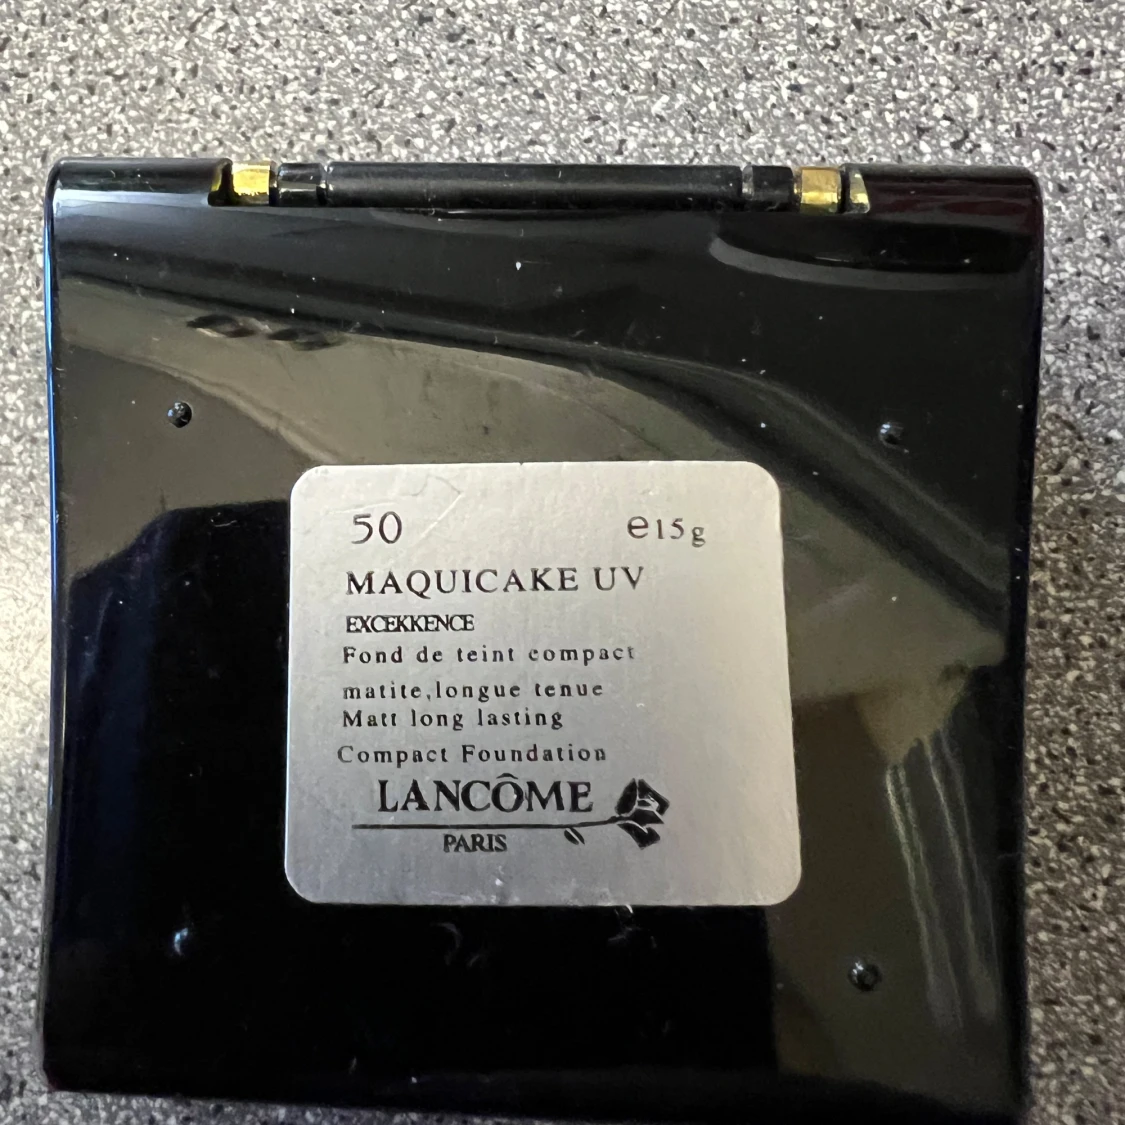 50 e15g
MAQUICAKE UV
EXCEKKENCE
Fond de teint compact
matite,longue tenue
Matt long lasting
Compact Foundation
LANCÔME
PARIS